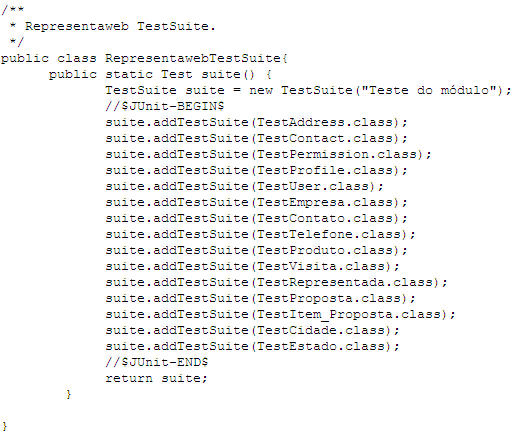 /**
 * Representaweb TestSuite.
 */
public class RepresentawebTestSuite{
      public static Test suite() {
             TestSuite suite = new TestSuite("Teste do módulo");
             //$JUnit-BEGIN$
             suite.addTestSuite(TestAddress.class);
             suite.addTestSuite(TestContact.class);
             suite.addTestSuite(TestPermission.class);
             suite.addTestSuite(TestProfile.class);
             suite.addTestSuite(TestUser.class);
             suite.addTestSuite(TestEmpresa.class);
             suite.addTestSuite(TestContato.class);
             suite.addTestSuite(TestTelefone.class);
             suite.addTestSuite(TestProduto.class);
             suite.addTestSuite(TestVisita.class);
             suite.addTestSuite(TestRepresentada.class);
             suite.addTestSuite(TestProposta.class);
             suite.addTestSuite(TestItem_Proposta.class);
             suite.addTestSuite(TestCidade.class);
             suite.addTestSuite(TestEstado.class);
             //$JUnit-END$
             return suite;
        }
}